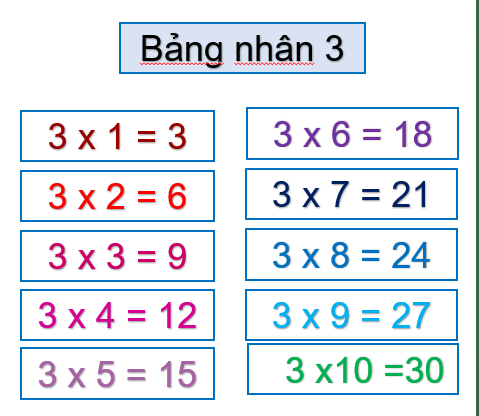 Bảng nhân 3
3 x 1 = 3
3 x 2 = 6
3 x 3 = 9
3 x 4 = 12
3 x 5 = 15
3 x 6 = 18
3 x 7 = 21
3 x 8 = 24
3 x 9 = 27
3 x10 =30